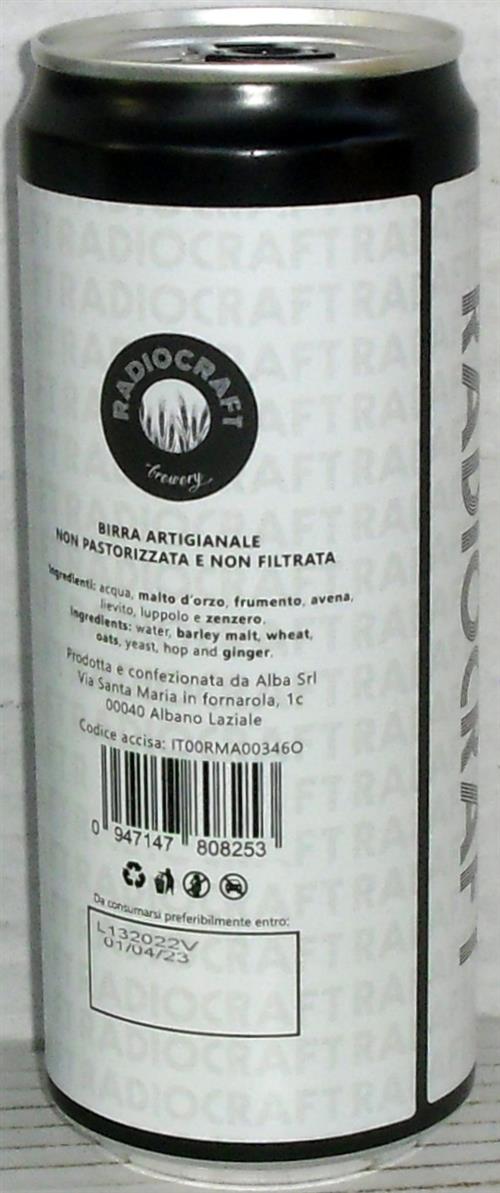 RADIOCRAFT
brewery
BIRRA ARTIGIANALE
NON PASTORIZZATA E NON FILTRATA
Ingredienti: acqua, malto d'orzo, frumento, avena,
lievito, luppolo e zenzero.
Ingredients: water, barley malt, wheat,
oats, yeast, hop and ginger.
Prodotta e confezionata da Alba Srl
Via Santa Maria in fornarola, 1c
00040 Albano Laziale
Codice accisa: IT00RMA00346O
0 947147 808253
Da consumarsi preferibilmente entro:
L132022V
01/04/23
RADIOCRAFT